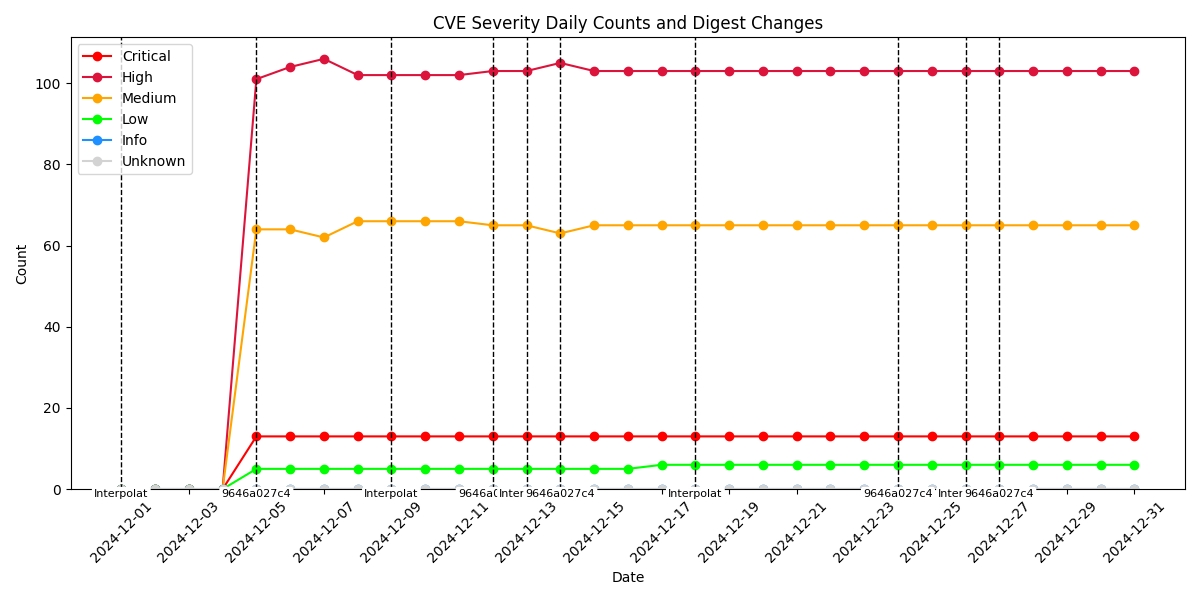 CVE Severity Daily Counts and Digest Changes
Critical
High
Medium
Low
Info
Unknown
Count
100
80
60
40
20
0
Interpolat
9646a027c4
Interpolat
9646a0
Inter
9646a027c4
Interpolat
9646a027c4
Inter
9646a027c4
2024-12-01
2024-12-03
2024-12-05
2024-12-07
2024-12-09
2024-12-11
2024-12-13
2024-12-15
2024-12-17
2024-12-19
2024-12-21
2024-12-23
2024-12-25
2024-12-27
2024-12-29
2024-12-31
Date